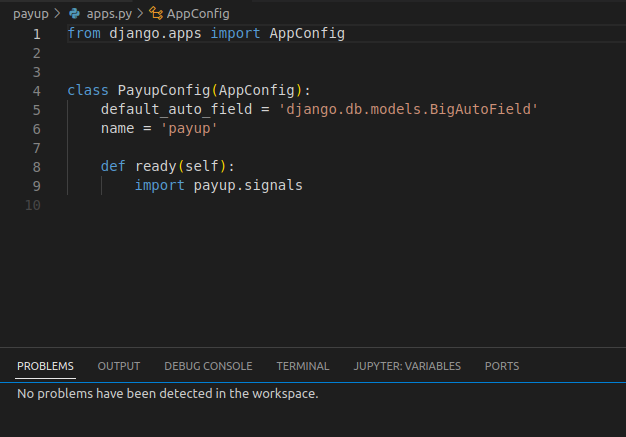 payup > apps.py > AppConfig
1 from django.apps import AppConfig
2
3
4 class PayupConfig(AppConfig):
5     default_auto_field = 'django.db.models.BigAutoField'
6     name = 'payup'
7
8     def ready(self):
9         import payup.signals
10
PROBLEMS OUTPUT DEBUG CONSOLE TERMINAL JUPYTER: VARIABLES PORTS
No problems have been detected in the workspace.